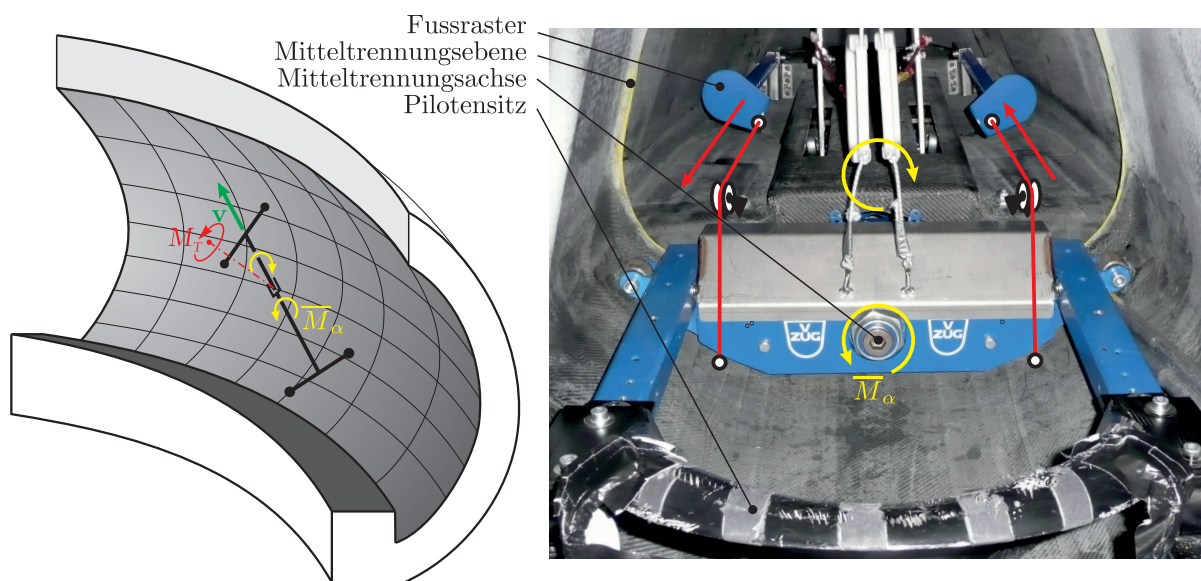 Fussraster
Mitteltrennungsebene
Mitteltrennungsachse
Pilotensitz
v
M_T
M̅_α
V
ZUG
V
ZUG
M̅_α